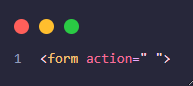 1 <form action=" ">